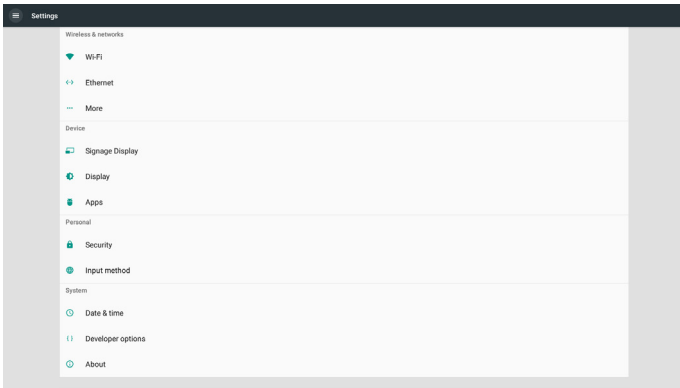 Settings
Wireless & networks
Wi-Fi
Ethernet
More
Device
Signage Display
Display
Apps
Personal
Security
Input method
System
Date & time
Developer options
About